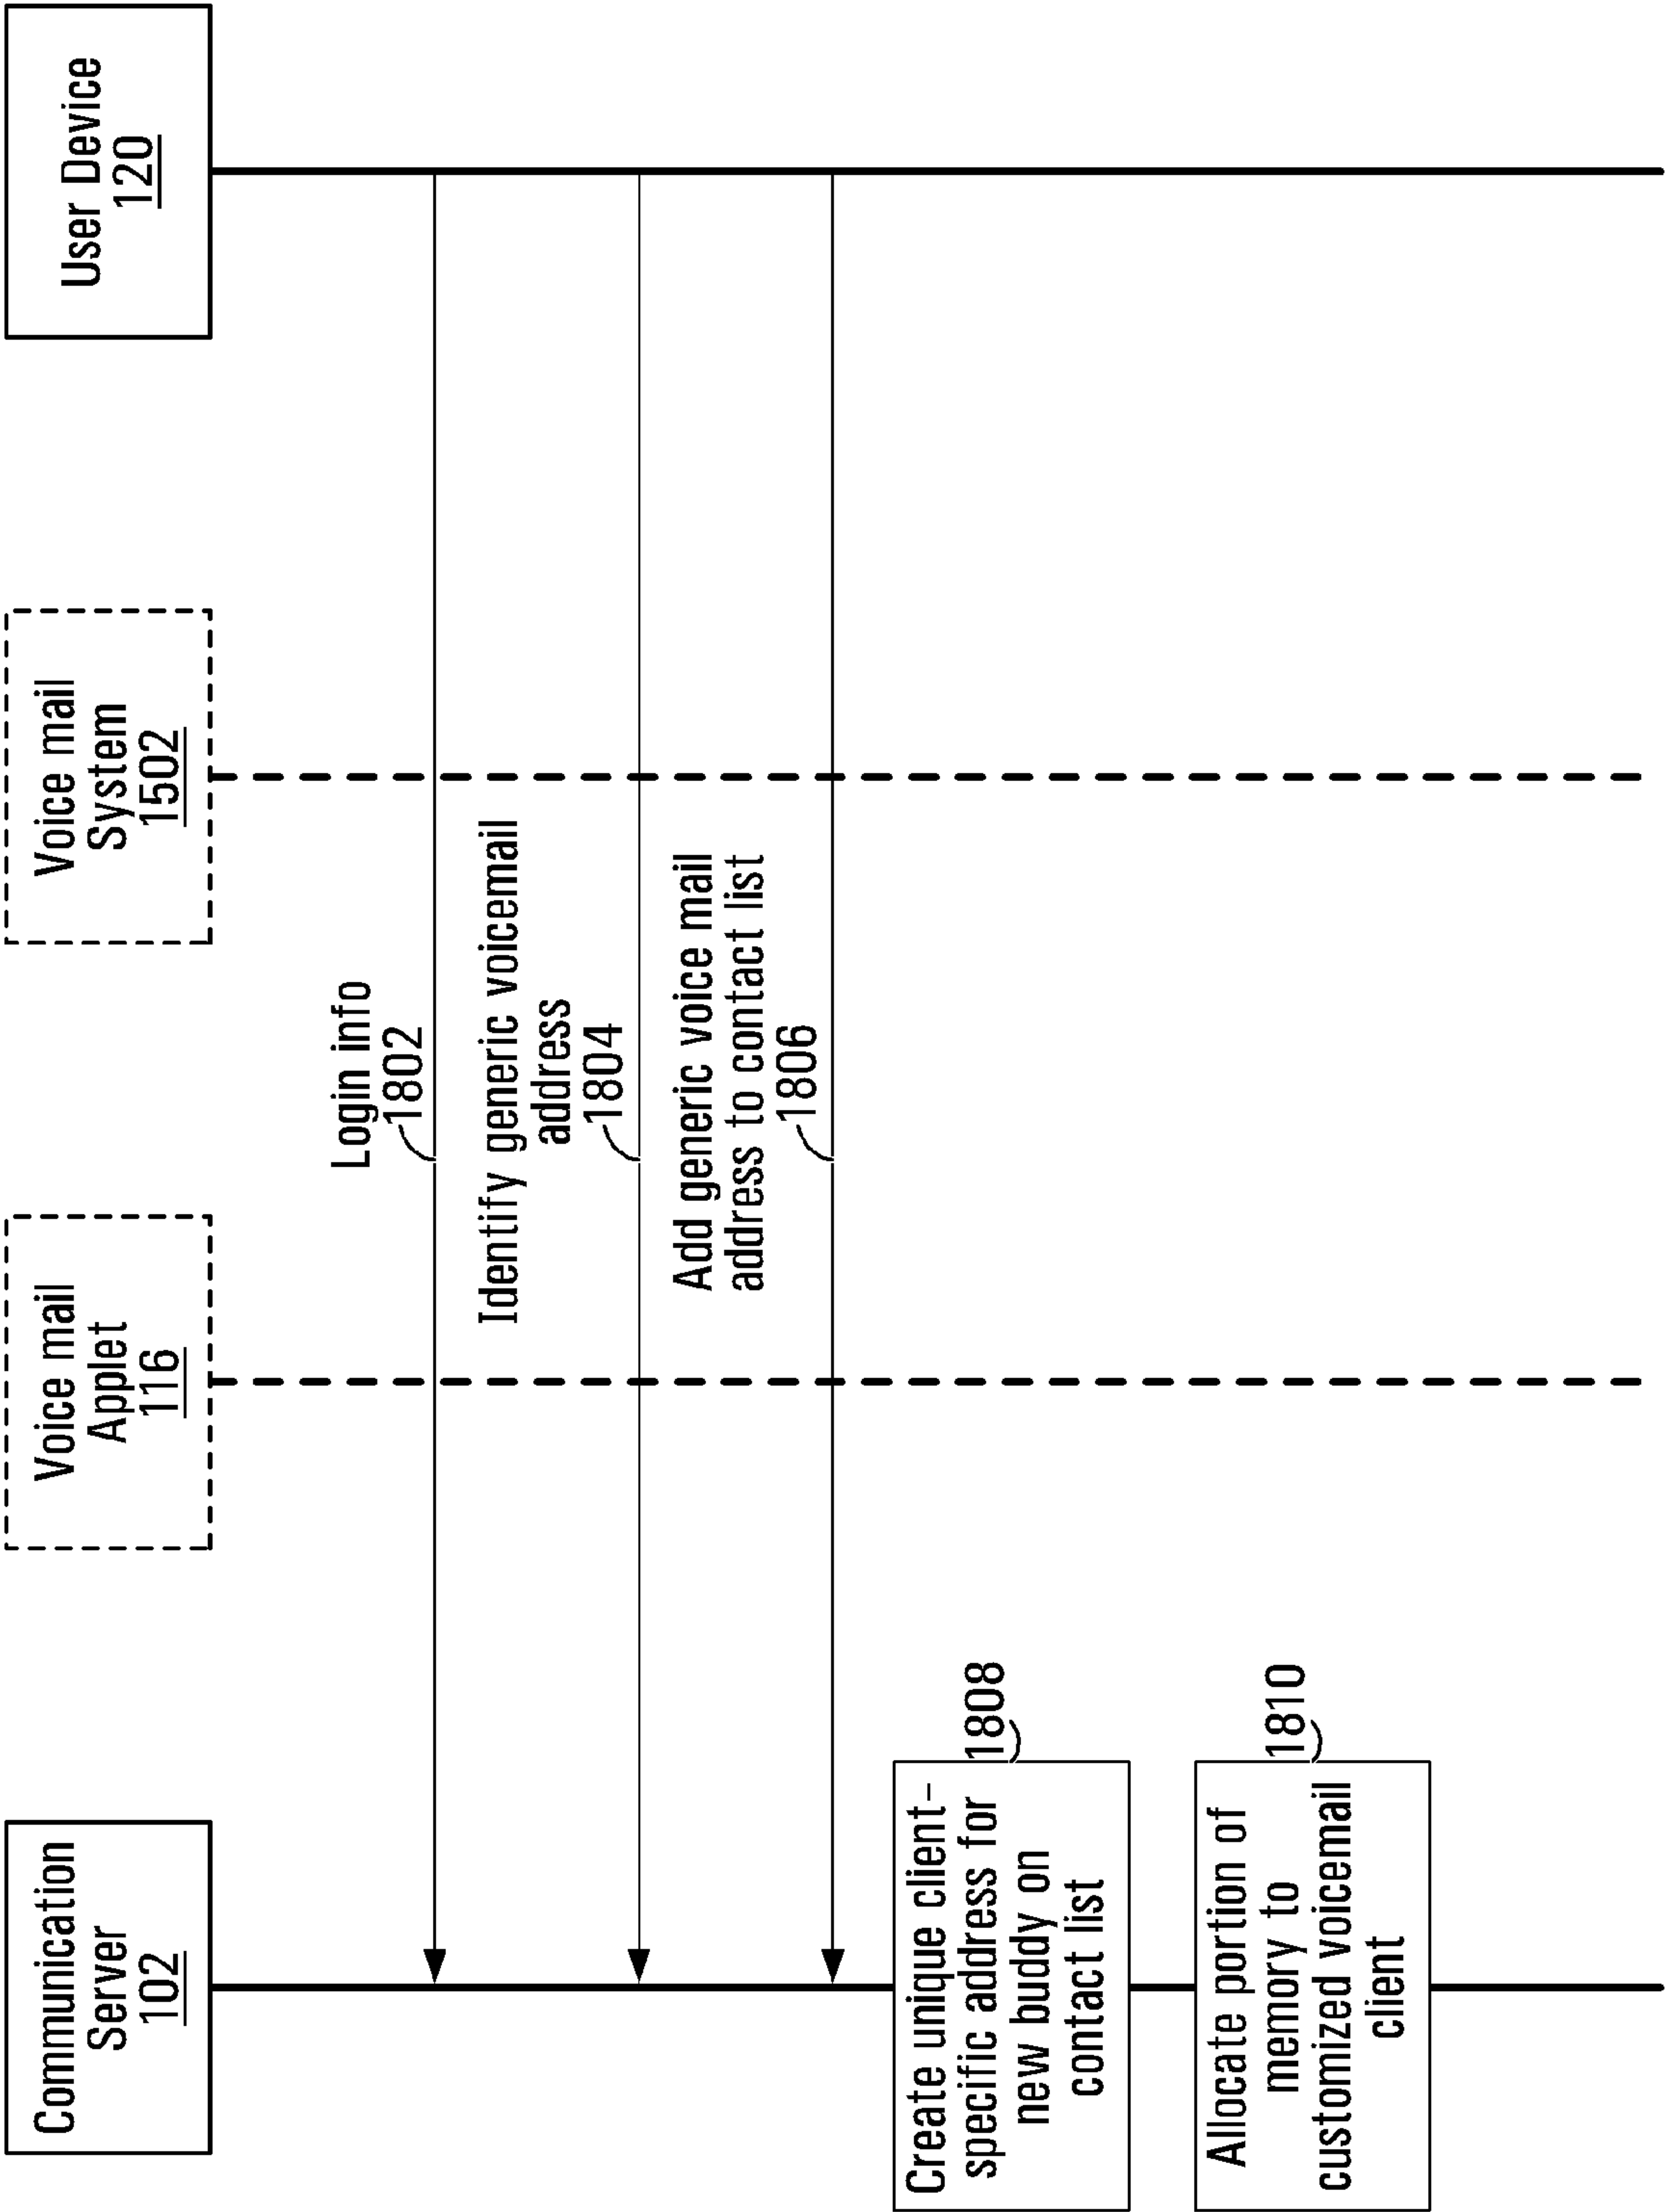 Communication
Server
102
Voice mail
Applet
116
Voice mail
System
1502
User Device
120
Login info
1802
Identify generic voicemail
address
1804
Add generic voice mail
address to contact list
1806
Create unique client-
specific address for
new buddy on
contact list
1808
Allocate portion of
memory to
customized voicemail
client
1810